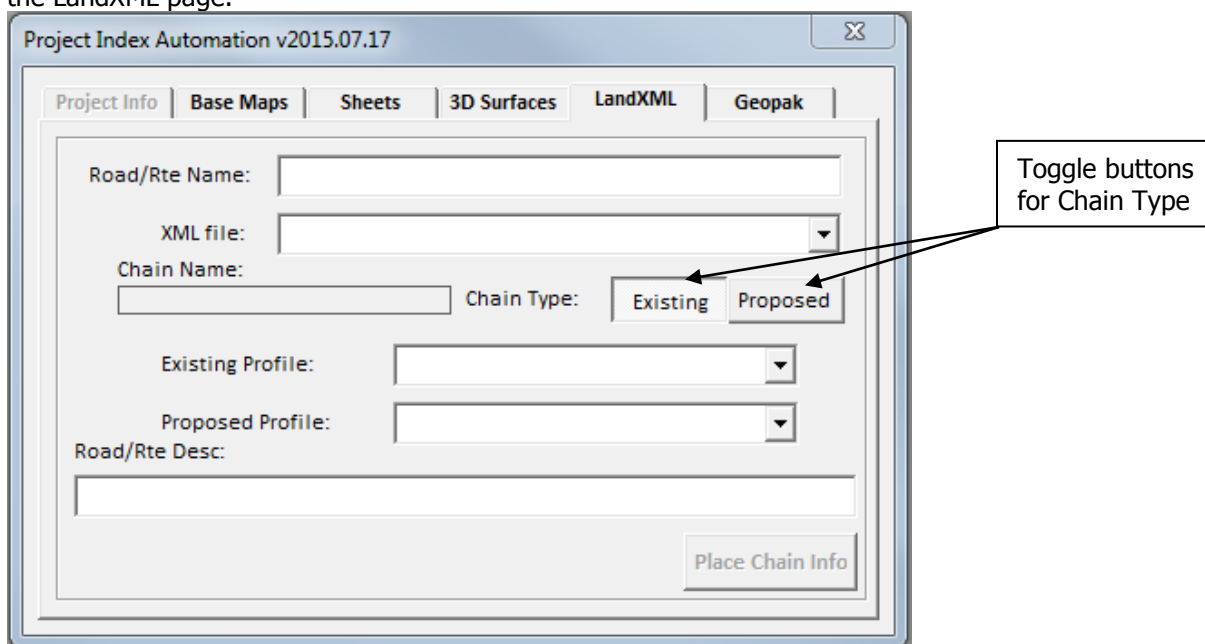 the LandXML page.
Project Index Automation v2015.07.17
Project Info Base Maps Sheets 3D Surfaces LandXML Geopak
Road/Rte Name:
Toggle buttons
for Chain Type
XML file:
Chain Name:
Chain Type: Existing Proposed
Existing Profile:
Proposed Profile:
Road/Rte Desc:
Place Chain Info